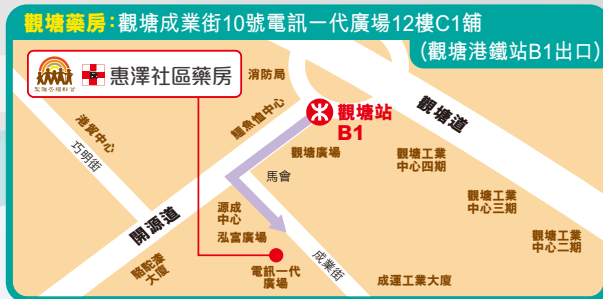 觀塘藥房:觀塘成業街10號電訊一代廣場12樓C1舖
(觀塘港鐵站B1出口)
聖雅各福群會
惠澤社區藥房
消防局
鱷魚恤中心
觀塘站
B1
觀塘道
港貿中心
巧明街
觀塘廣場
馬會
觀塘工業
中心四期
觀塘工業
中心三期
觀塘工業
中心二期
開源道
源成
中心
泓富廣場
駱駝漆
大廈
電訊一代
廣場
成業街
成運工業大廈